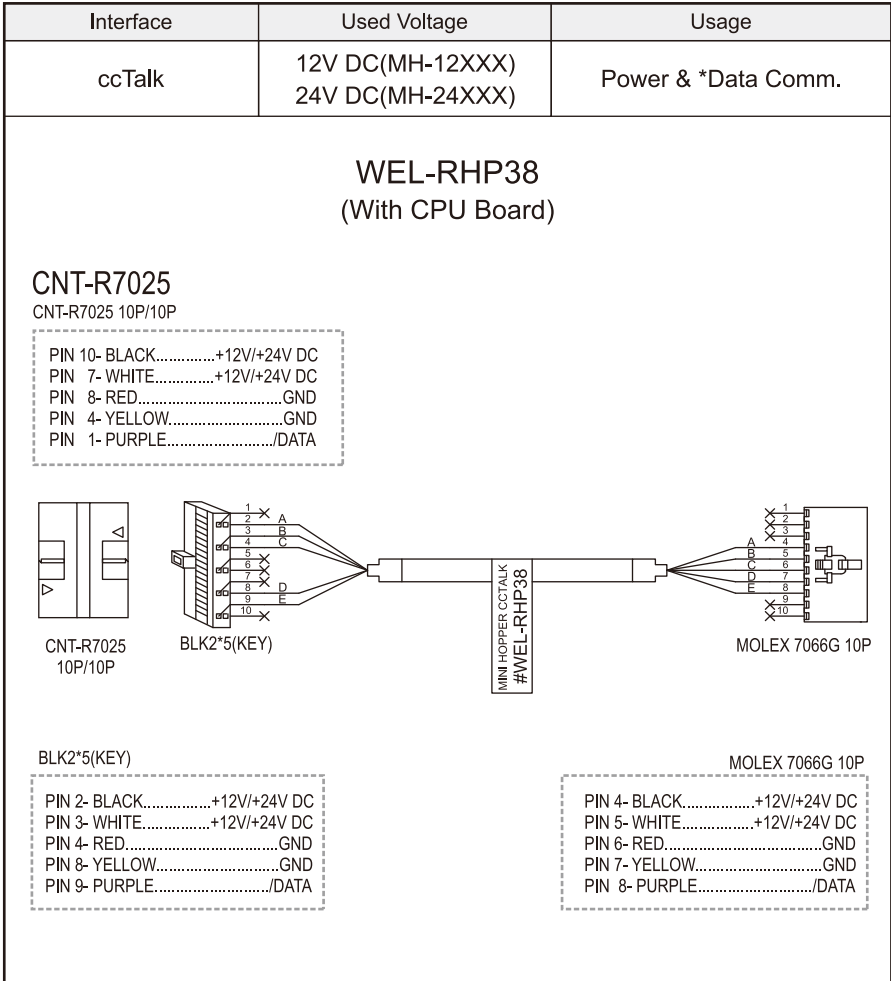 Interface Used Voltage Usage
ccTalk 12V DC(MH-12XXX) Power & *Data Comm.
24V DC(MH-24XXX)
WEL-RHP38
(With CPU Board)
CNT-R7025
CNT-R7025 10P/10P
PIN 10- BLACK..............+12V/+24V DC
PIN 7- WHITE..............+12V/+24V DC
PIN 8- RED...................................GND
PIN 4- YELLOW...........................GND
PIN 1- PURPLE........................./DATA
1
2 A
3 B
4 C
5
6
7
8 D
9 E
10
CNT-R7025
10P/10P
BLK2*5(KEY)
MINI HOPPER CCTALK
#WEL-RHP38
1
2
3
A 4
B 5
C 6
D 7
E 8
9
10
MOLEX 7066G 10P
BLK2*5(KEY)
PIN 2- BLACK................+12V/+24V DC
PIN 3- WHITE................+12V/+24V DC
PIN 4- RED.....................................GND
PIN 8- YELLOW.............................GND
PIN 9- PURPLE.........................../DATA
MOLEX 7066G 10P
PIN 4- BLACK.................+12V/+24V DC
PIN 5- WHITE.................+12V/+24V DC
PIN 6- RED......................................GND
PIN 7- YELLOW..............................GND
PIN 8- PURPLE.........................../DATA